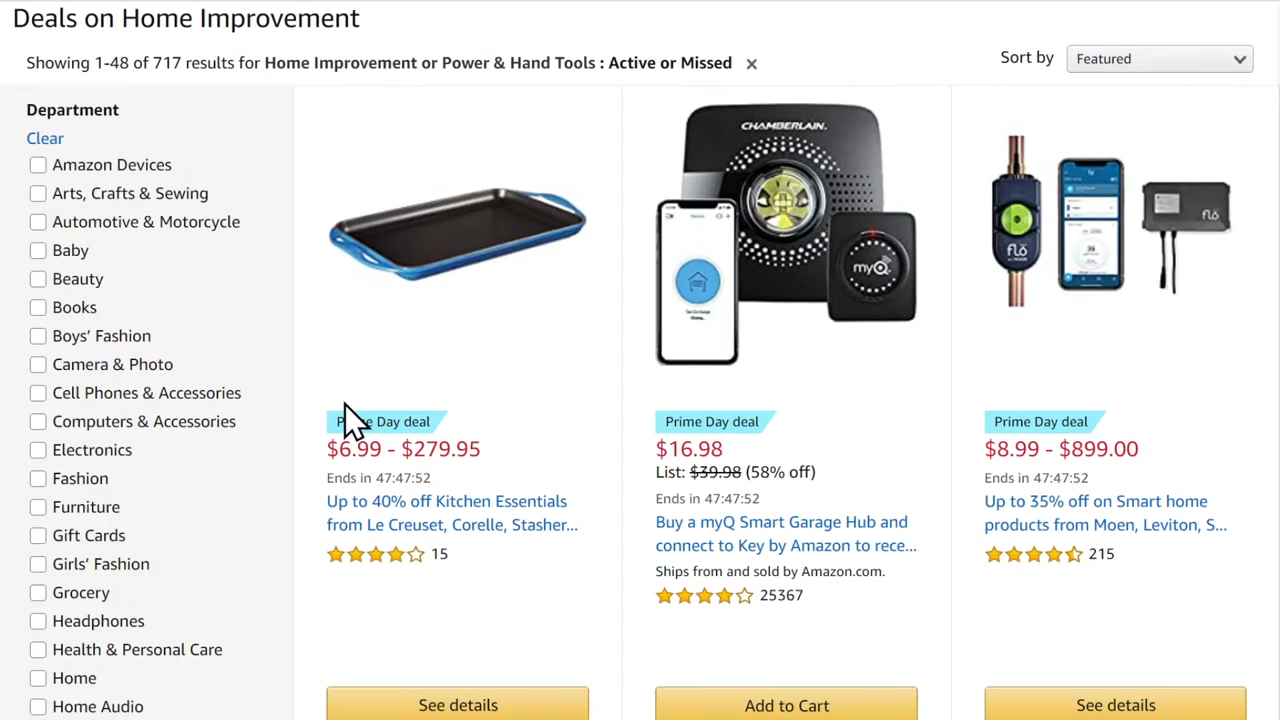 Deals on Home Improvement
Showing 1-48 of 717 results for Home Improvement or Power & Hand Tools : Active or Missed
Sort by
Featured
Department
Clear
Amazon Devices
Arts, Crafts & Sewing
Automotive & Motorcycle
Baby
Beauty
Books
Boys' Fashion
Camera & Photo
Cell Phones & Accessories
Computers & Accessories
Electronics
Fashion
Furniture
Gift Cards
Girls' Fashion
Grocery
Headphones
Health & Personal Care
Home
Home Audio
Day deal
$6.99 - $279.95
Ends in 47:47:52
Up to 40% off Kitchen Essentials
from Le Creuset, Corelle, Stasher...
15
See details
CHAMBERLAIN.
myQ
Prime Day deal
$16.98
List: $39.98 (58% off)
Ends in 47:47:52
Buy a myQ Smart Garage Hub and
connect to Key by Amazon to rece...
Ships from and sold by Amazon.com.
25367
Add to Cart
flo
flo
Prime Day deal
$8.99 - $899.00
Ends in 47:47:52
Up to 35% off on Smart home
products from Moen, Leviton, S...
215
See details